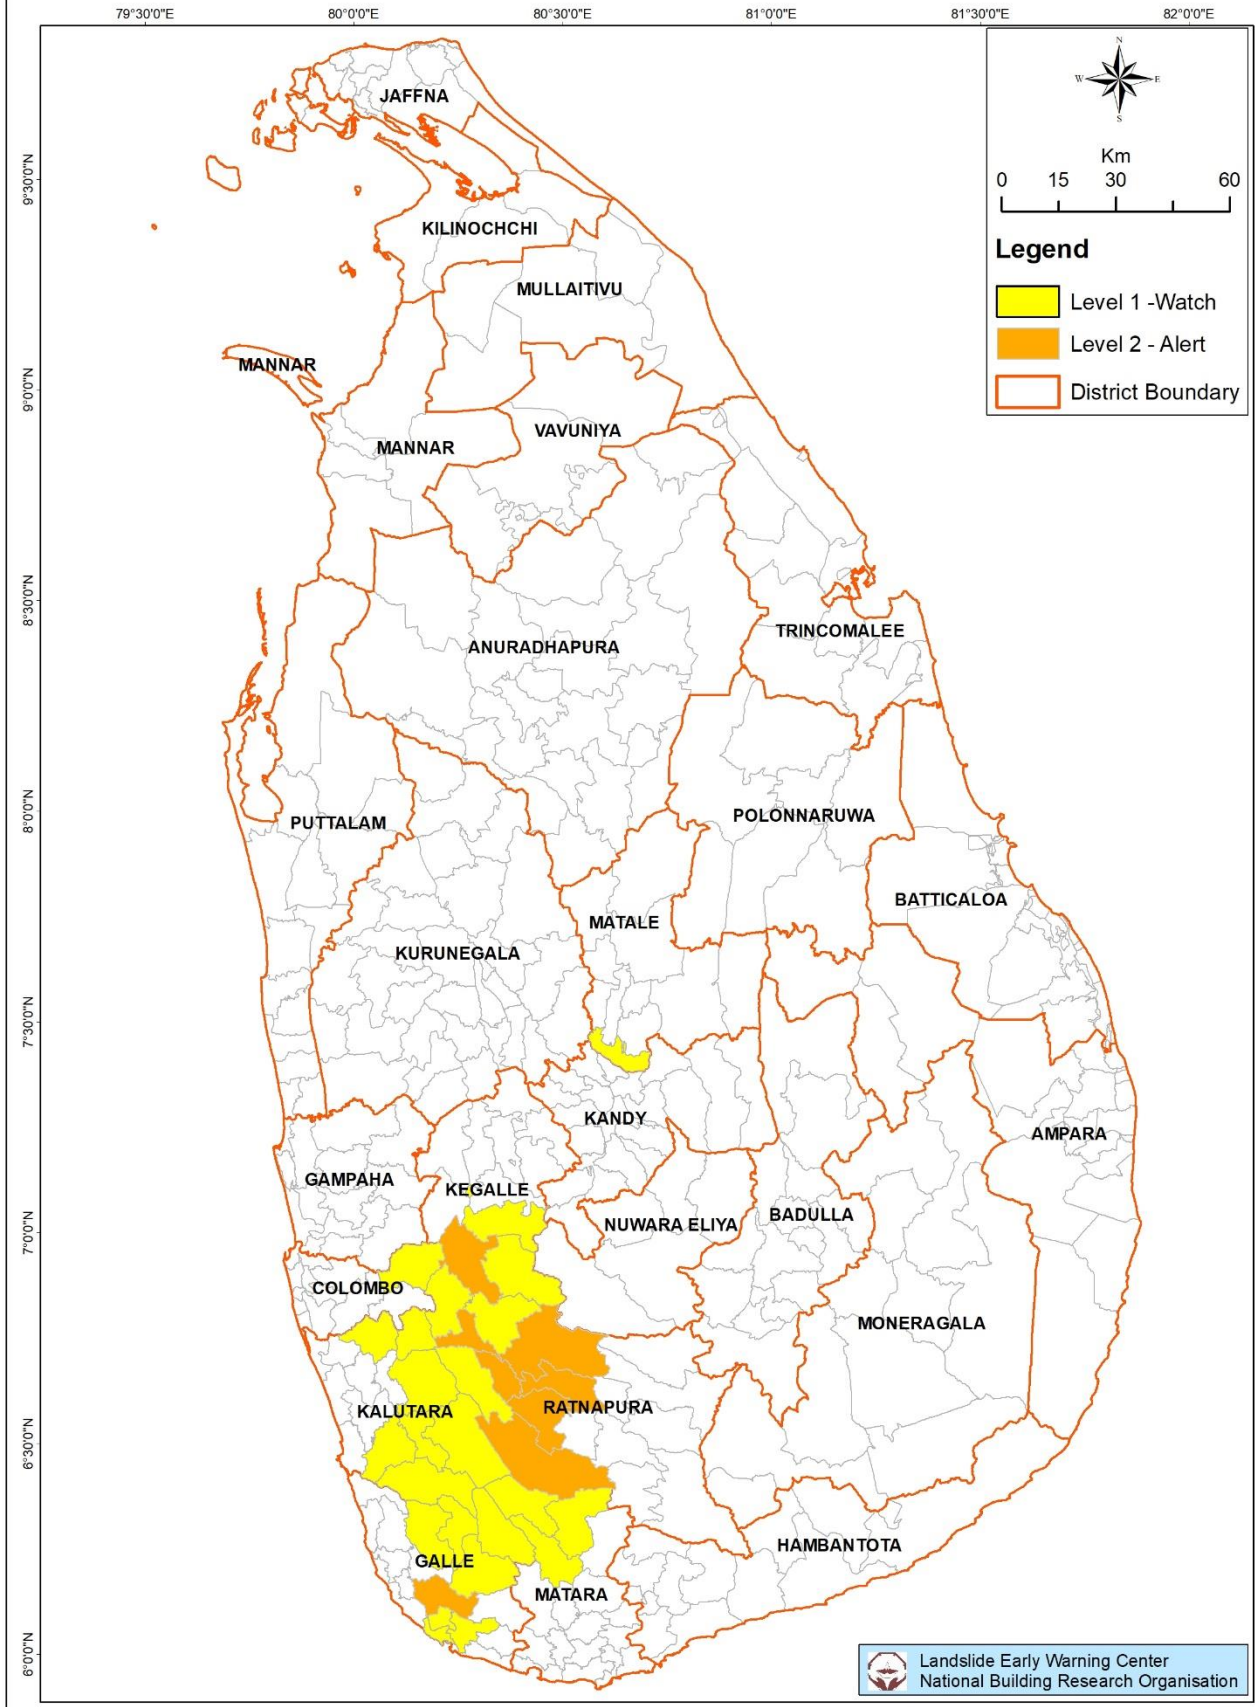 79°30'0"E 80°0'0"E 80°30'0"E 81°0'0"E 81°30'0"E 82°0'0"E
N
W E
S
Km
0 15 30 60
Legend
Level 1 -Watch
Level 2 - Alert
District Boundary
9°30'0"N
9°0'0"N
8°30'0"N
8°0'0"N
7°30'0"N
7°0'0"N
6°30'0"N
6°0'0"N
JAFFNA
KILINOCHCHI
MULLAITIVU
MANNAR
VAVUNIYA
MANNAR
TRINCOMALEE
ANURADHAPURA
POLONNARUWA
PUTTALAM
BATTICALOA
MATALE
KURUNEGALA
KANDY
AMPARA
GAMPAHA
KEGALLE
BADULLA
NUWARA ELIYA
COLOMBO
MONERAGALA
RATNAPURA
KALUTARA
HAMBANTOTA
GALLE
MATARA
Landslide Early Warning Center
National Building Research Organisation